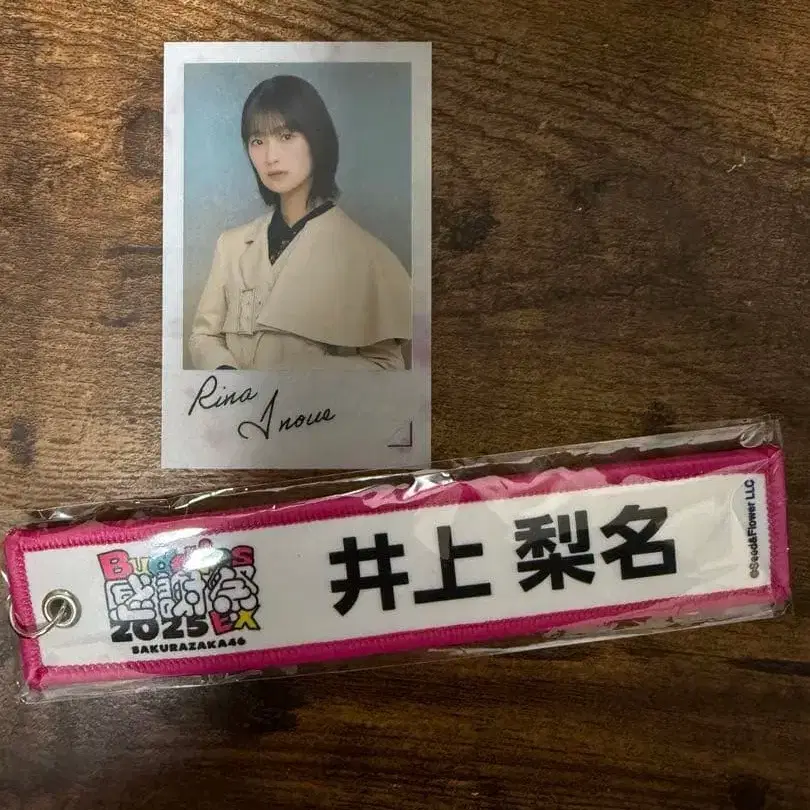 Rina
Inoue
Buddies
感謝祭
2025 EX
SAKURAZAKA46
井上 梨名
©Seed&Flower LLC